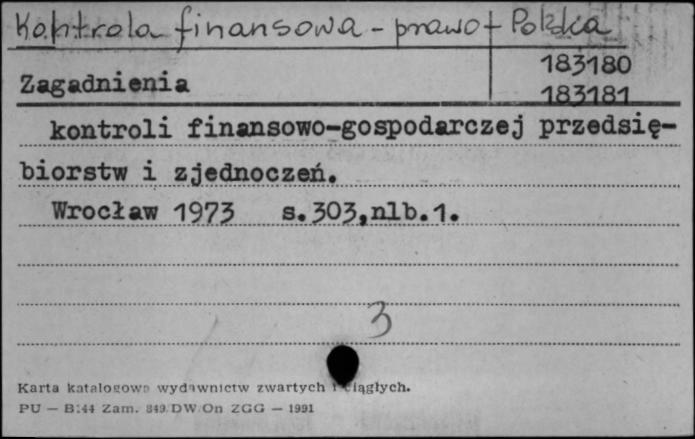 Kontrola finansowa - prawo - Polska
183180
Zagadnienia
183181
kontroli finansowo-gospodarczej przedsię-
biorstw i zjednoczeń.
Wrocław 1973 s.303,nlb.1.
3
Karta katalogowa wydawnictw zwartych i ciągłych.
PU — B.44 Zam. 849 DW On ZGG — 1991